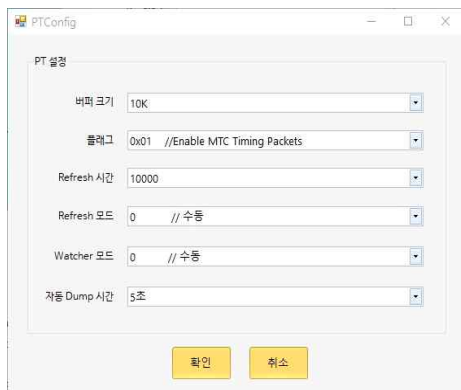 PTConfig
PT 설정
버퍼 크기 10K
플래그 0x01 //Enable MTC Timing Packets
Refresh 시간 10000
Refresh 모드 0 // 수동
Watcher 모드 0 // 수동
자동 Dump 시간 5초
확인 취소